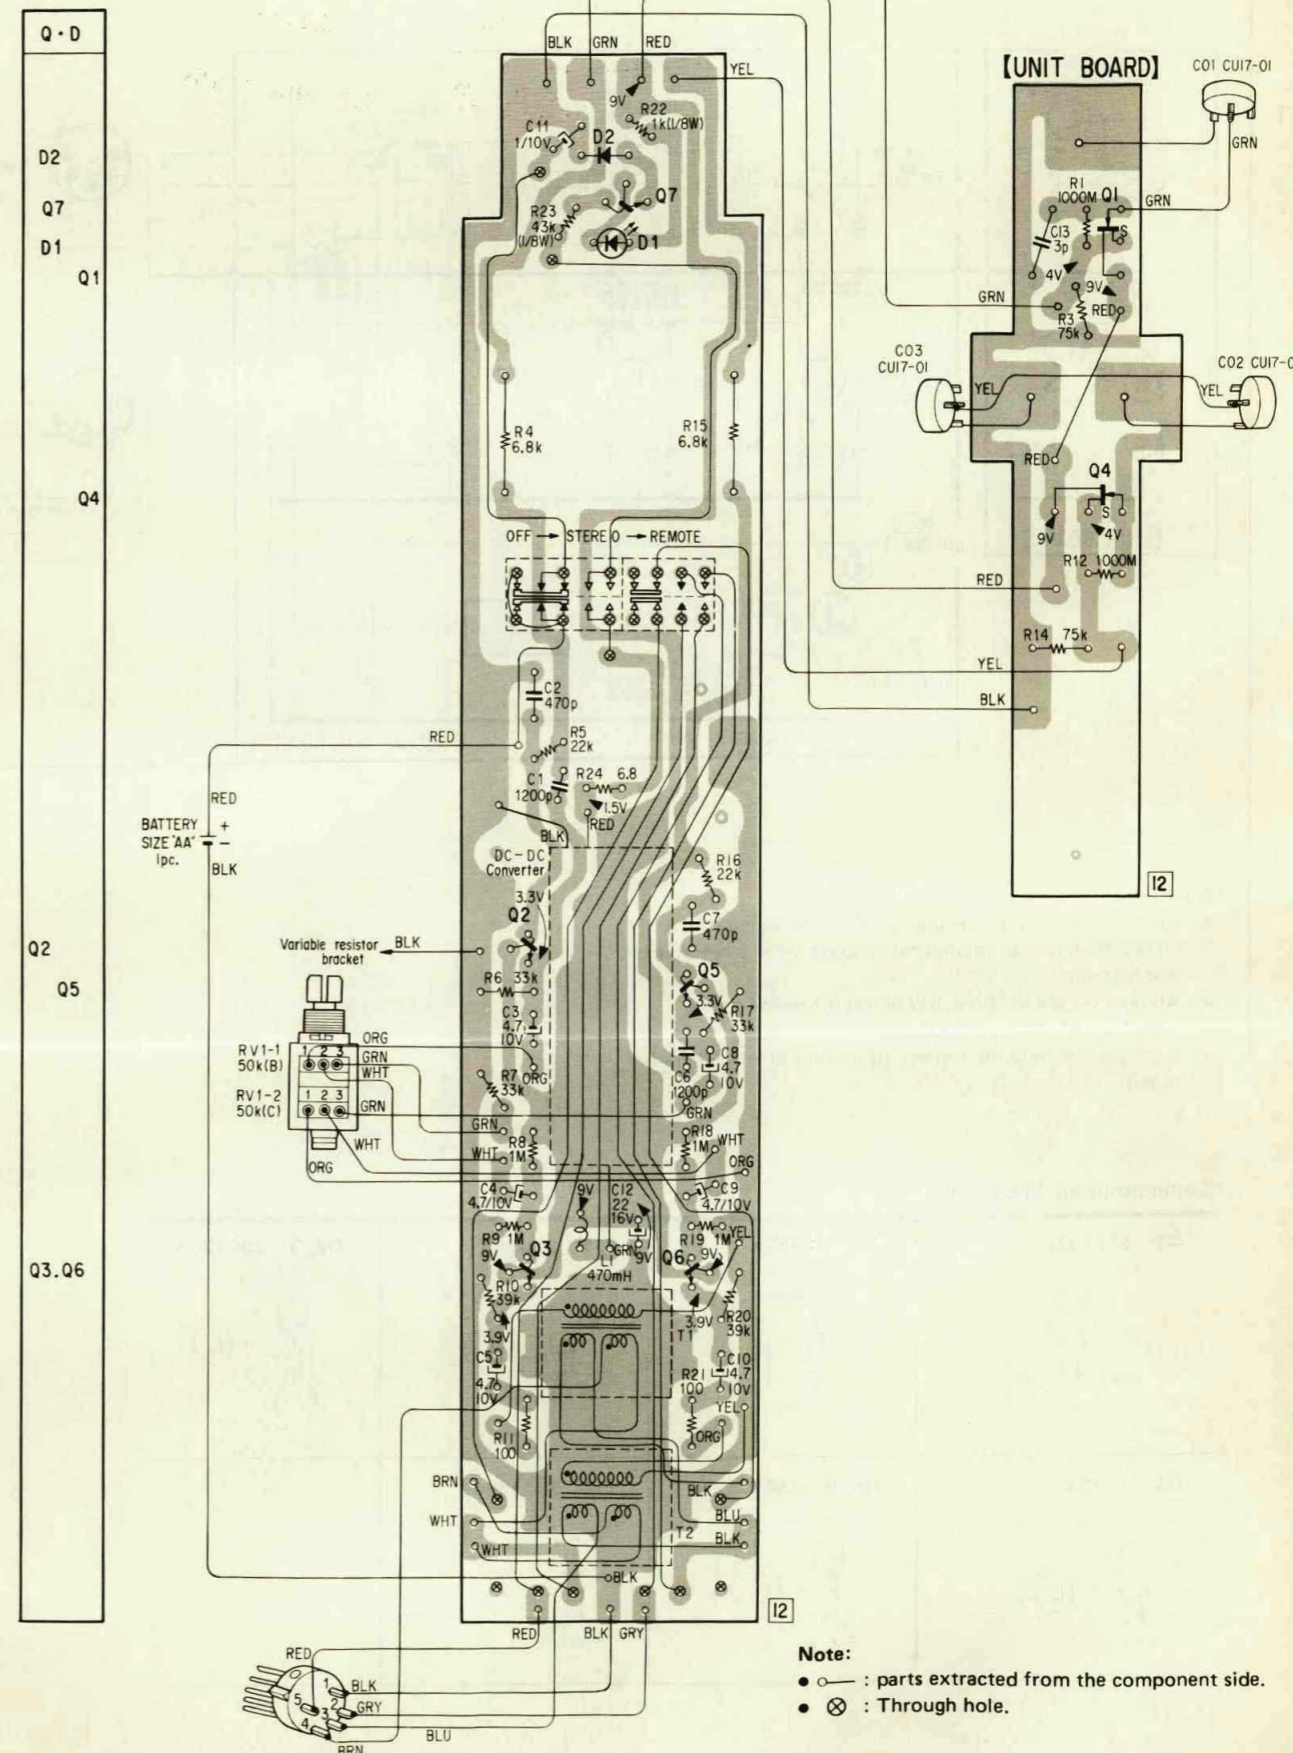 Q·D
D2
Q7
D1
Q1
Q4
Q2
Q5
Q3.Q6
BLK
GRN
RED
YEL
9V
R22
1k(1/8W)
C11
1/10V
D2
Q7
R23
43k
(1/8W)
D1
R4
6.8k
R15
6.8k
OFF → STEREO → REMOTE
C2
470p
R5
22k
C1
1200p
R24 6.8
1.5V
RED
BLK
RED
RED
BATTERY +
SIZE "AA" −
1pc.
BLK
DC-DC
Converter
3.3V
Q2
R16
22k
C7
470p
Variable resistor
bracket
BLK
Q5
3.3V
R6 33k
R17
33k
C3
4.7
10V
ORG
RV1-1
50k(B)
1 2 3
GRN
WHT
RV1-2
50k(C)
1 2 3
GRN
WHT
ORG
R7
33k
ORG
C8
4.7
10V
C6
1200p
GRN
GRN
R8
1M
WHT
R18
1M
WHT
ORG
C4
4.7/10V
9V
C12
22
16V
C9
4.7/10V
R9 1M
R19 1M
YEL
9V
Q3
GRN
9V
L1
470mH
Q6
9V
R10
39k
R20
39k
3.9V
3.9V
T1
C5
4.7
10V
R21
100
C10
4.7
10V
YEL
R11
100
ORG
BRN
BLK
WHT
BLU
WHT
T2
BLK
BLK
12
RED
BLK
GRY
RED
1
BLK
5
2
GRY
3
4
BLU
BRN
【UNIT BOARD】
C01 CU17-01
GRN
R1
1000M
Q1
GRN
C13
3p
S
4V
9V
GRN
RED
R3
75k
C03
CU17-01
YEL
YEL
C02 CU17-0
RED
Q4
S
9V
4V
R12 1000M
RED
R14 75k
YEL
BLK
12
Note:
• ○— : parts extracted from the component side.
• ⊗ : Through hole.